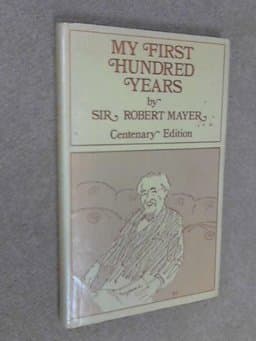 MY FIRST
HUNDRED
YEARS
by
SIR ROBERT MAYER
Centenary Edition